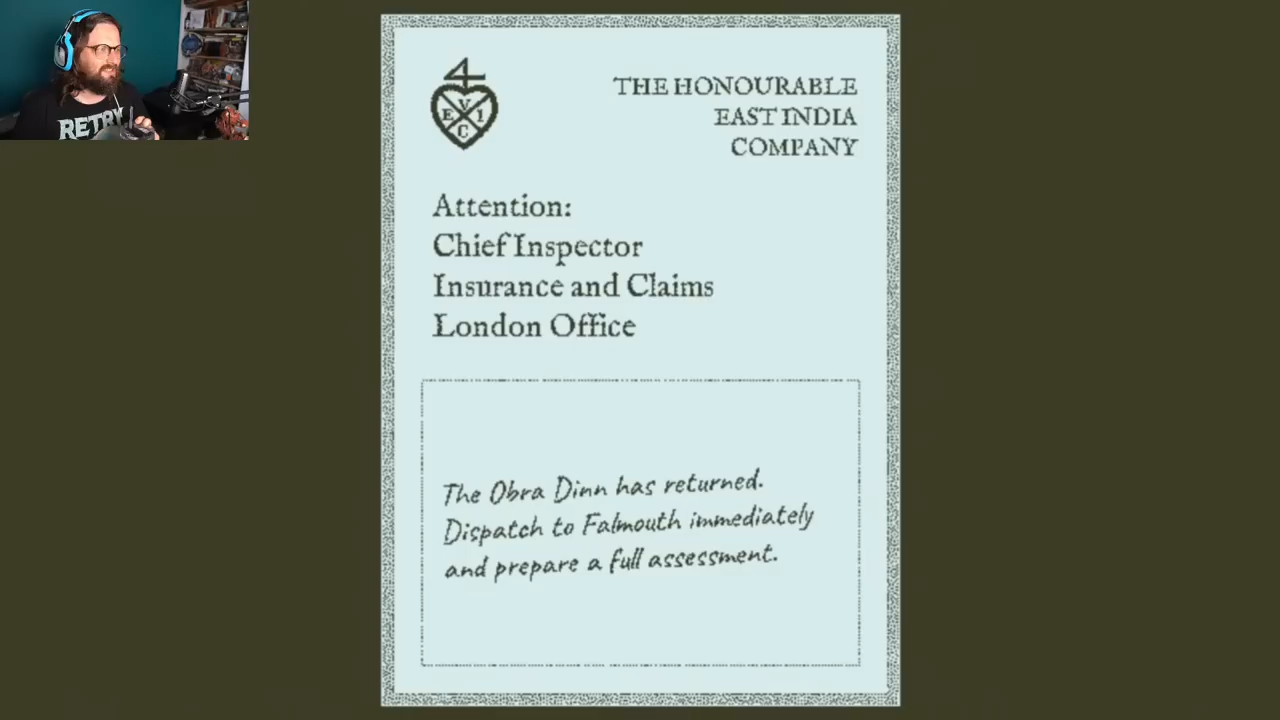 RETRY
4
V
E I
C
THE HONOURABLE
EAST INDIA
COMPANY
Attention:
Chief Inspector
Insurance and Claims
London Office
The Obra Dinn has returned.
Dispatch to Falmouth immediately
and prepare a full assessment.